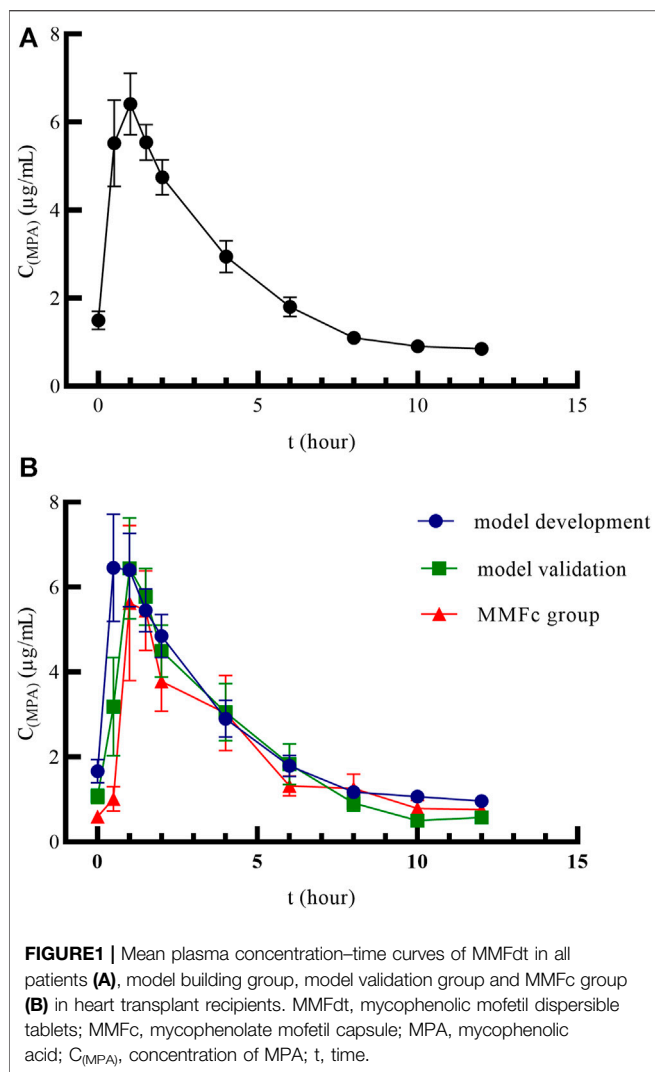 A
8
6
4
2
0
C(MPA) (μg/mL)
0
5
10
15
t (hour)
B
8
6
4
2
0
C(MPA) (μg/mL)
model development
model validation
MMFc group
0
5
10
15
t (hour)
FIGURE1 | Mean plasma concentration–time curves of MMFdt in all
patients (A), model building group, model validation group and MMFc group
(B) in heart transplant recipients. MMFdt, mycophenolic mofetil dispersible
tablets; MMFc, mycophenolate mofetil capsule; MPA, mycophenolic
acid; C(MPA), concentration of MPA; t, time.